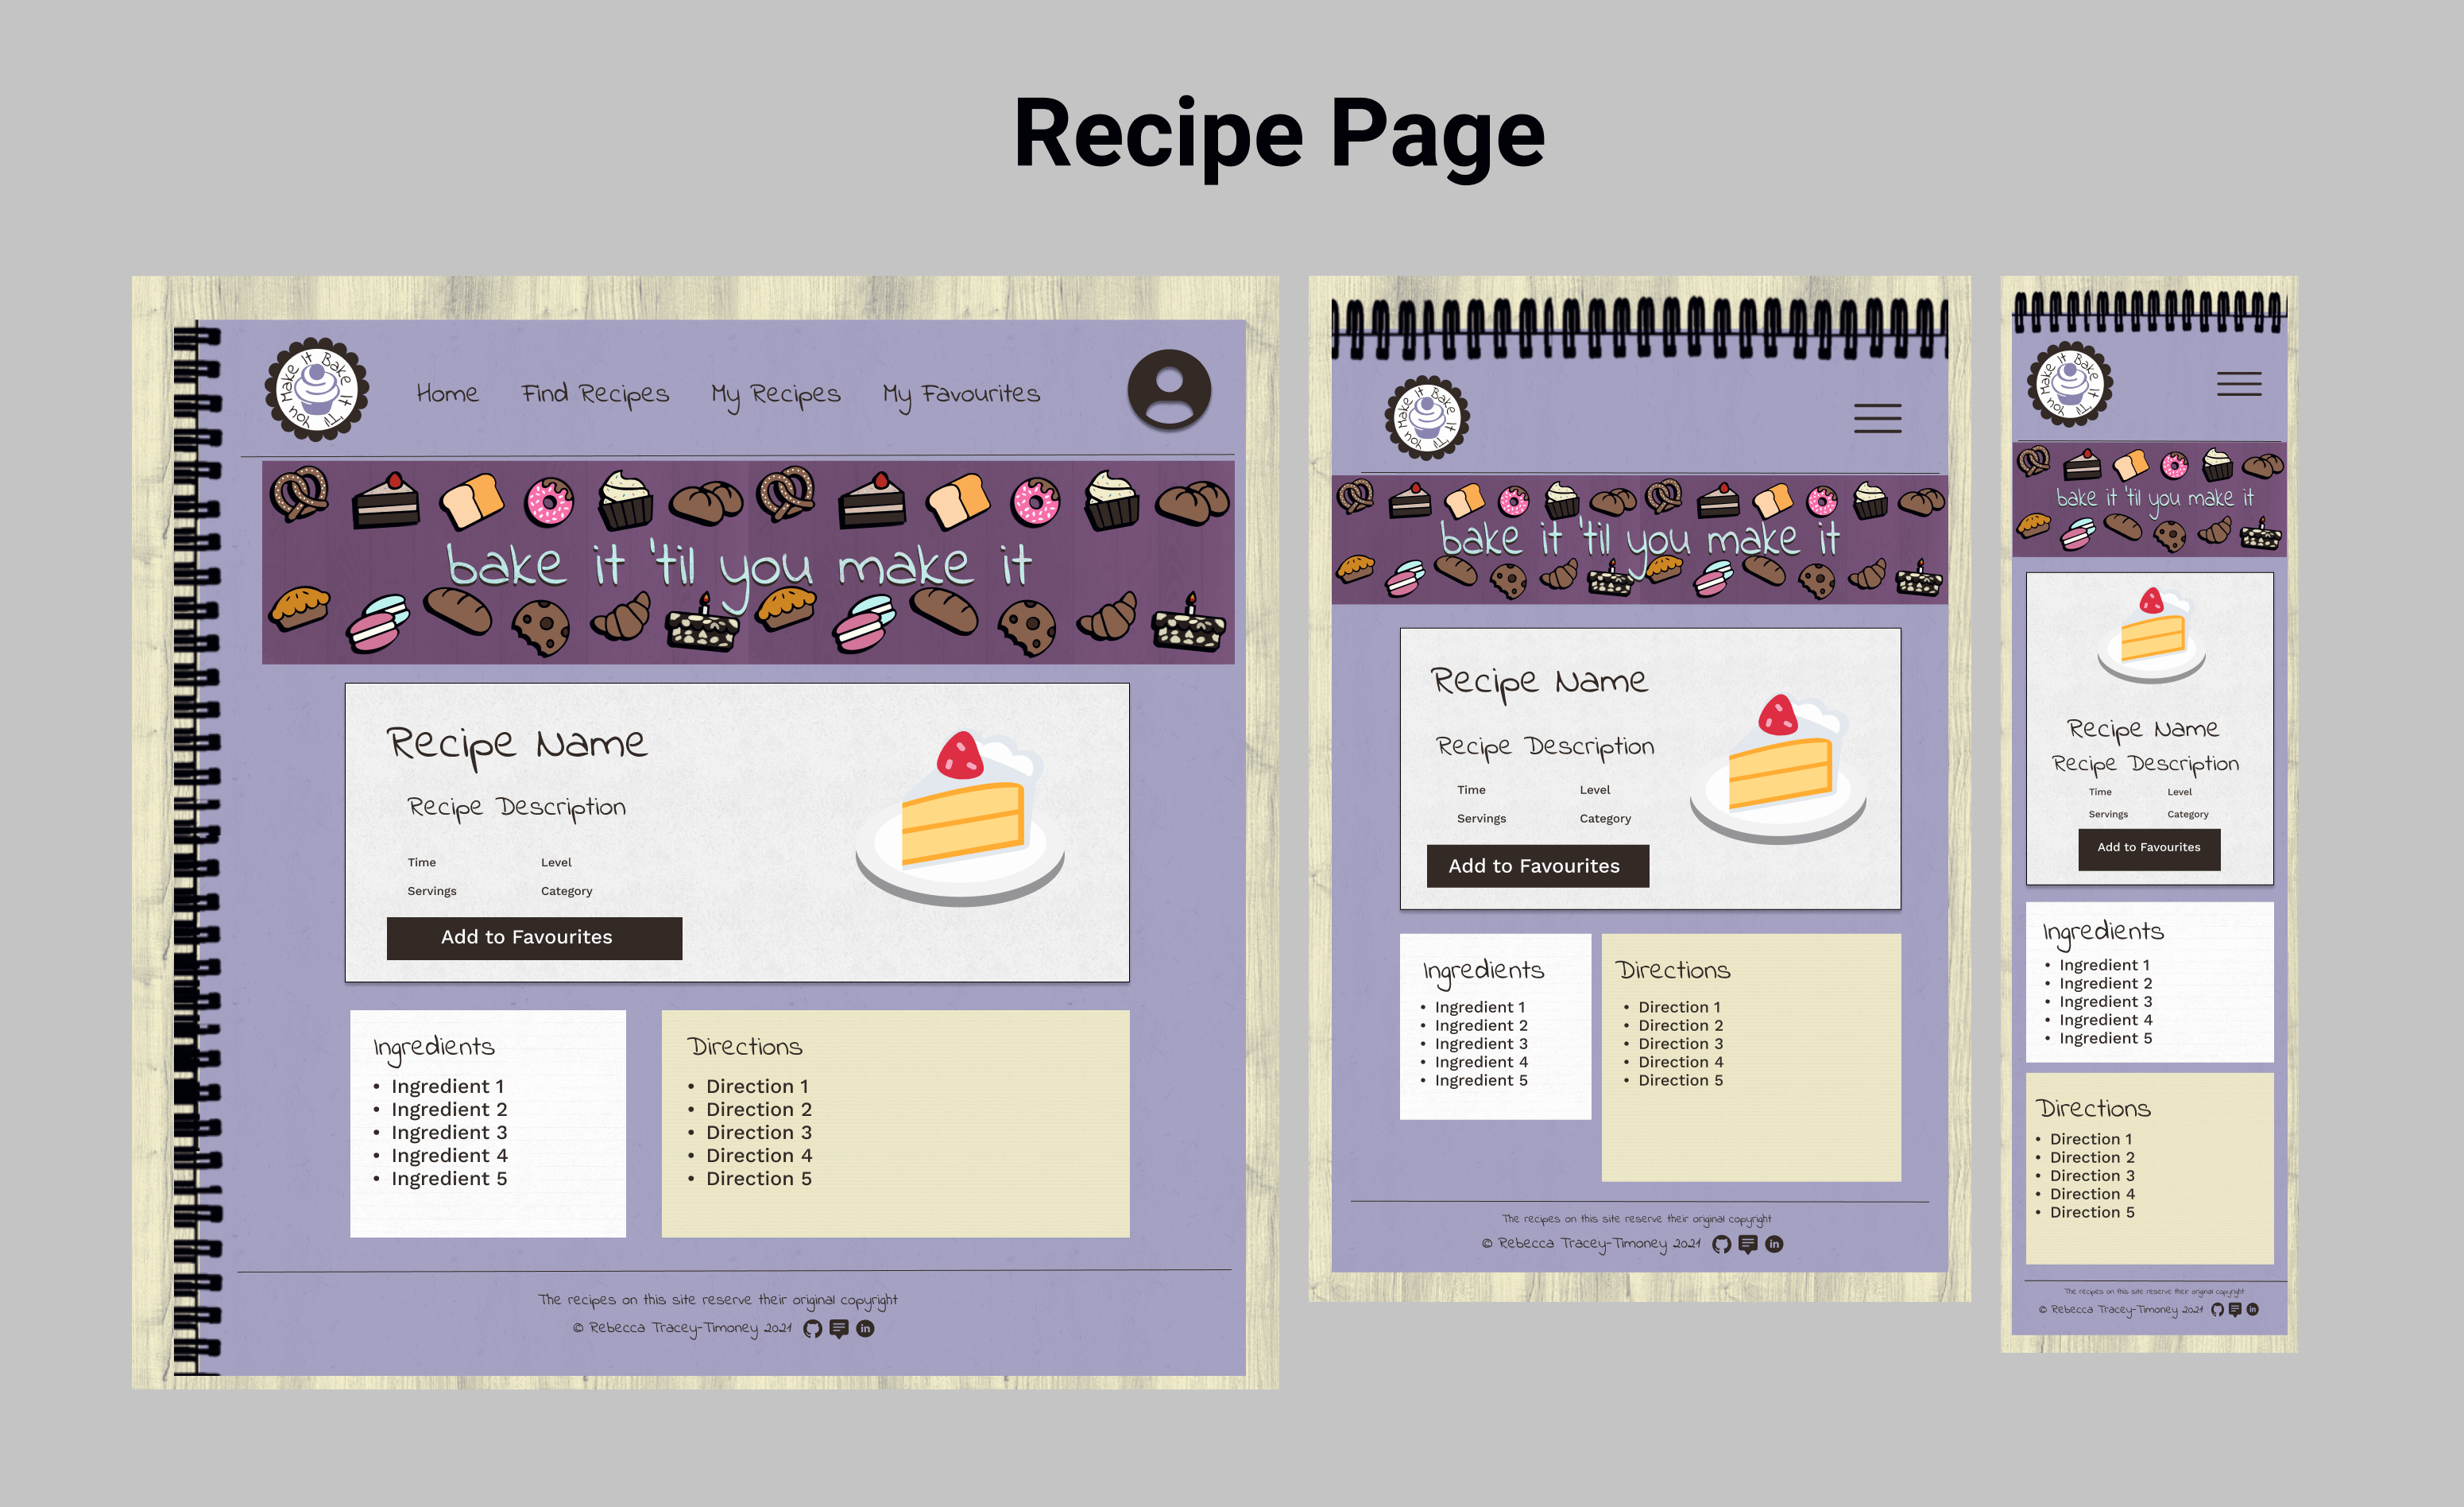 Recipe Page
Bake It 'Til You Make It
Home Find Recipes My Recipes My Favourites
bake it 'til you make it
Recipe Name
Recipe Description
Time Level
Servings Category
Add to Favourites
Ingredients
• Ingredient 1
• Ingredient 2
• Ingredient 3
• Ingredient 4
• Ingredient 5
Directions
• Direction 1
• Direction 2
• Direction 3
• Direction 4
• Direction 5
The recipes on this site reserve their original copyright
© Rebecca Tracey-Timoney 2021 in
Bake It 'Til You Make It
bake it 'til you make it
Recipe Name
Recipe Description
Time Level
Servings Category
Add to Favourites
Ingredients
• Ingredient 1
• Ingredient 2
• Ingredient 3
• Ingredient 4
• Ingredient 5
Directions
• Direction 1
• Direction 2
• Direction 3
• Direction 4
• Direction 5
The recipes on this site reserve their original copyright
© Rebecca Tracey-Timoney 2021 in
Bake It 'Til You Make It
bake it 'til you make it
Recipe Name
Recipe Description
Time Level
Servings Category
Add to Favourites
Ingredients
• Ingredient 1
• Ingredient 2
• Ingredient 3
• Ingredient 4
• Ingredient 5
Directions
• Direction 1
• Direction 2
• Direction 3
• Direction 4
• Direction 5
The recipes on this site reserve their original copyright
© Rebecca Tracey-Timoney 2021 in